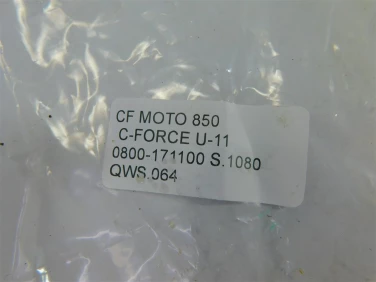 CF MOTO 850
C-FORCE U-11
0800-171100 S.1080
QWS.064